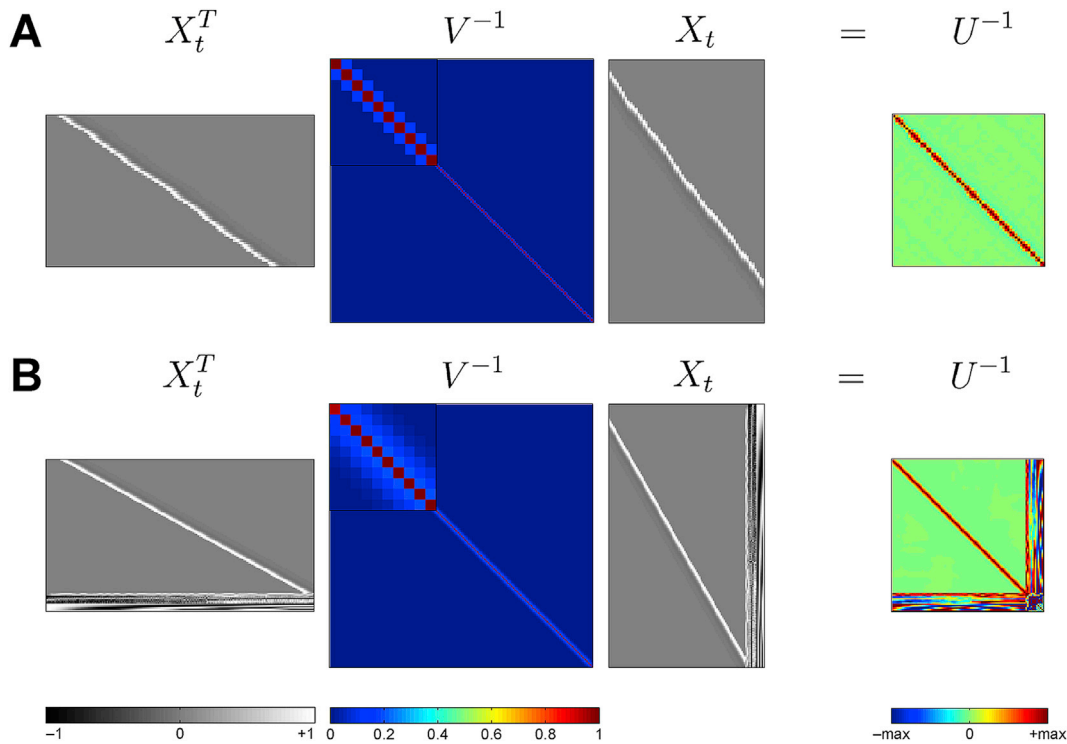 A X_t^T V^{-1} X_t = U^{-1}
B X_t^T V^{-1} X_t = U^{-1}
−1 0 +1 0 0.2 0.4 0.6 0.8 1 −max 0 +max